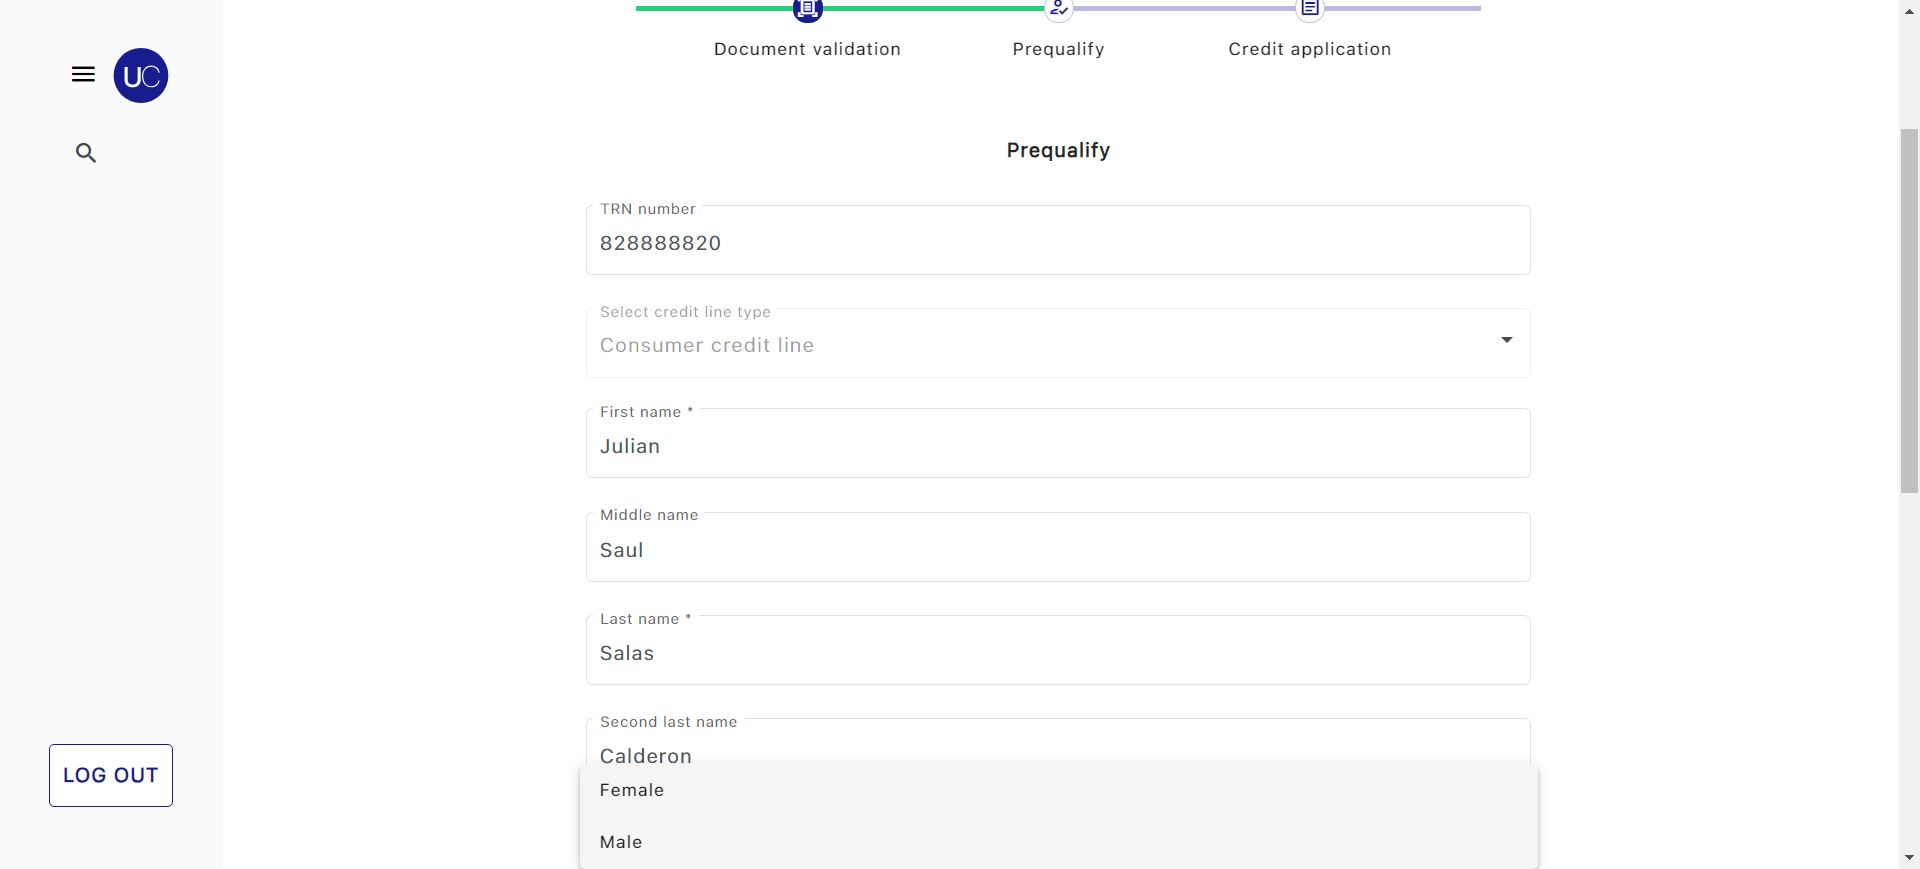 UC
Document validation
Prequalify
Credit application
Prequalify
TRN number
828888820
Select credit line type
Consumer credit line
First name *
Julian
Middle name
Saul
Last name *
Salas
Second last name
Calderon
Female
Male
LOG OUT